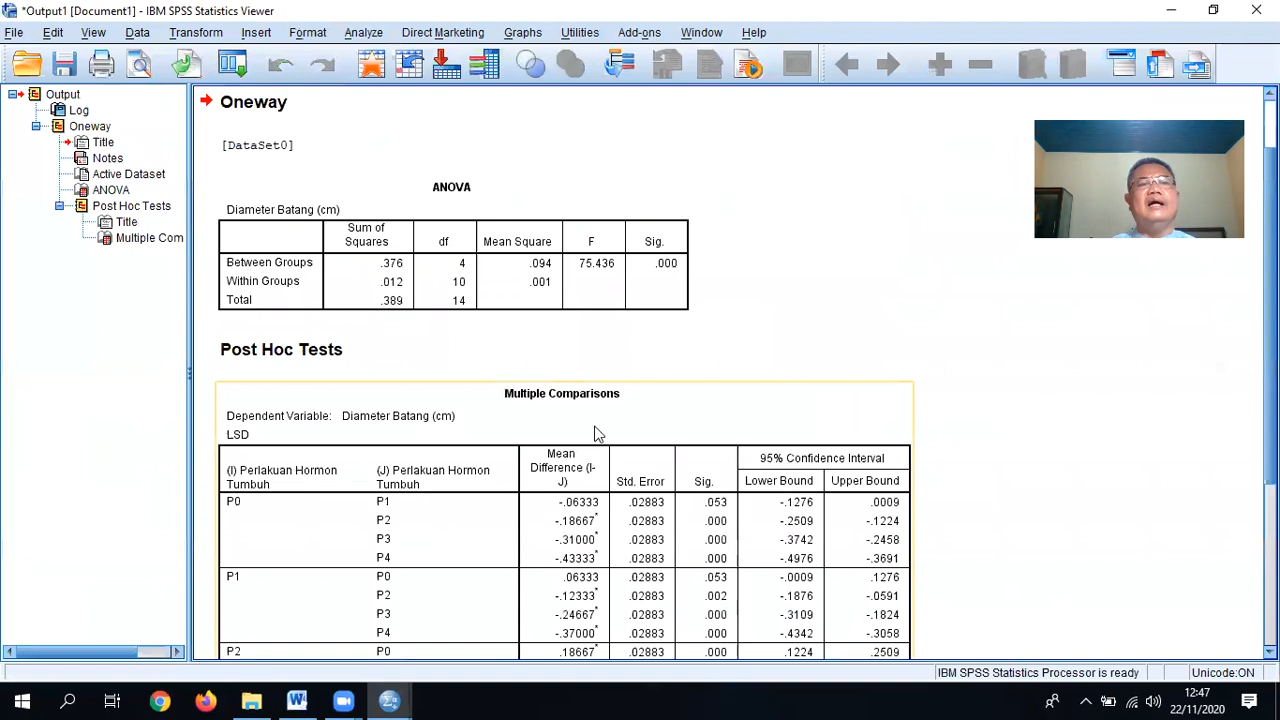 *Output1 [Document1] - IBM SPSS Statistics Viewer
File Edit View Data Transform Insert Format Analyze Direct Marketing Graphs Utilities Add-ons Window Help
Output
Log
Oneway
Title
Notes
Active Dataset
ANOVA
Post Hoc Tests
Title
Multiple Com
Oneway
[DataSet0]
ANOVA
Diameter Batang (cm)
Sum of Squares df Mean Square F Sig.
Between Groups .376 4 .094 75.436 .000
Within Groups .012 10 .001
Total .389 14
Post Hoc Tests
Multiple Comparisons
Dependent Variable: Diameter Batang (cm)
LSD
(I) Perlakuan Hormon Tumbuh (J) Perlakuan Hormon Tumbuh Mean Difference (I-J) Std. Error Sig. 95% Confidence Interval
Lower Bound Upper Bound
P0 P1 -.06333 .02883 .053 -.1276 .0009
P2 -.18667* .02883 .000 -.2509 -.1224
P3 -.31000* .02883 .000 -.3742 -.2458
P4 -.43333* .02883 .000 -.4976 -.3691
P1 P0 .06333 .02883 .053 -.0009 .1276
P2 -.12333* .02883 .002 -.1876 -.0591
P3 -.24667* .02883 .000 -.3109 -.1824
P4 -.37000* .02883 .000 -.4342 -.3058
P2 P0 .18667* .02883 .000 .1224 .2509
IBM SPSS Statistics Processor is ready Unicode:ON
12:47
22/11/2020